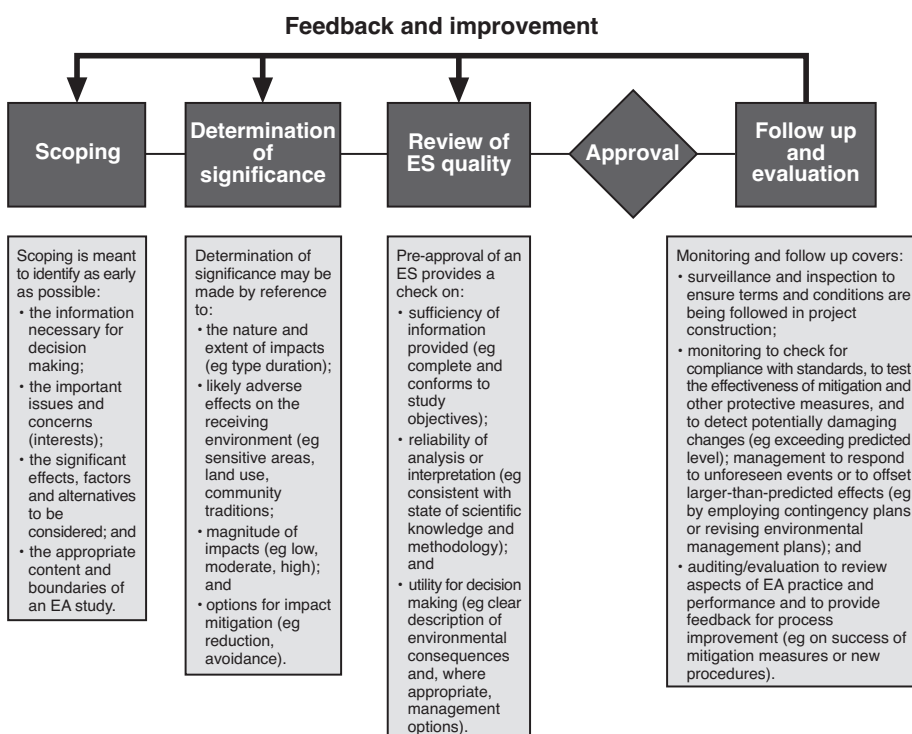 Feedback and improvement
Scoping
Determination
of
significance
Review of
ES quality
Approval
Follow up
and
evaluation
Scoping is meant
to identify as early
as possible:
• the information
necessary for
decision
making;
• the important
issues and
concerns
(interests);
• the significant
effects, factors
and alternatives
to be
considered; and
• the appropriate
content and
boundaries of
an EA study.
Determination of
significance may be
made by reference
to:
• the nature and
extent of impacts
(eg type duration);
• likely adverse
effects on the
receiving
environment (eg
sensitive areas,
land use,
community
traditions;
• magnitude of
impacts (eg low,
moderate, high);
and
• options for impact
mitigation (eg
reduction,
avoidance).
Pre-approval of an
ES provides a
check on:
• sufficiency of
information
provided (eg
complete and
conforms to
study
objectives);
• reliability of
analysis or
interpretation (eg
consistent with
state of scientific
knowledge and
methodology);
and
• utility for decision
making (eg clear
description of
environmental
consequences
and, where
appropriate,
management
options).
Monitoring and follow up covers:
• surveillance and inspection to
ensure terms and conditions are
being followed in project
construction;
• monitoring to check for
compliance with standards, to test
the effectiveness of mitigation and
other protective measures, and
to detect potentially damaging
changes (eg exceeding predicted
level); management to respond
to unforeseen events or to offset
larger-than-predicted effects (eg
by employing contingency plans
or revising environmental
management plans); and
• auditing/evaluation to review
aspects of EA practice and
performance and to provide
feedback for process
improvement (eg on success of
mitigation measures or new
procedures).